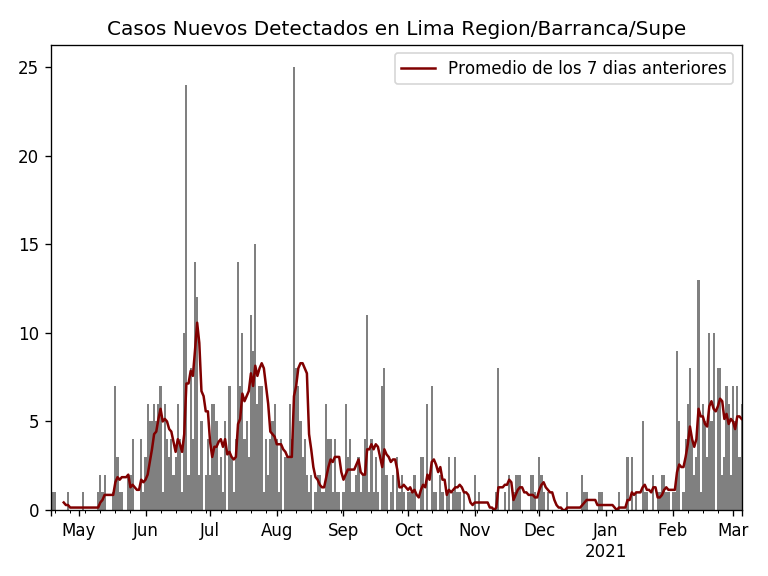 Casos Nuevos Detectados en Lima Region/Barranca/Supe
Promedio de los 7 dias anteriores
25
20
15
10
5
0
May Jun Jul Aug Sep Oct Nov Dec Jan Feb Mar
2021